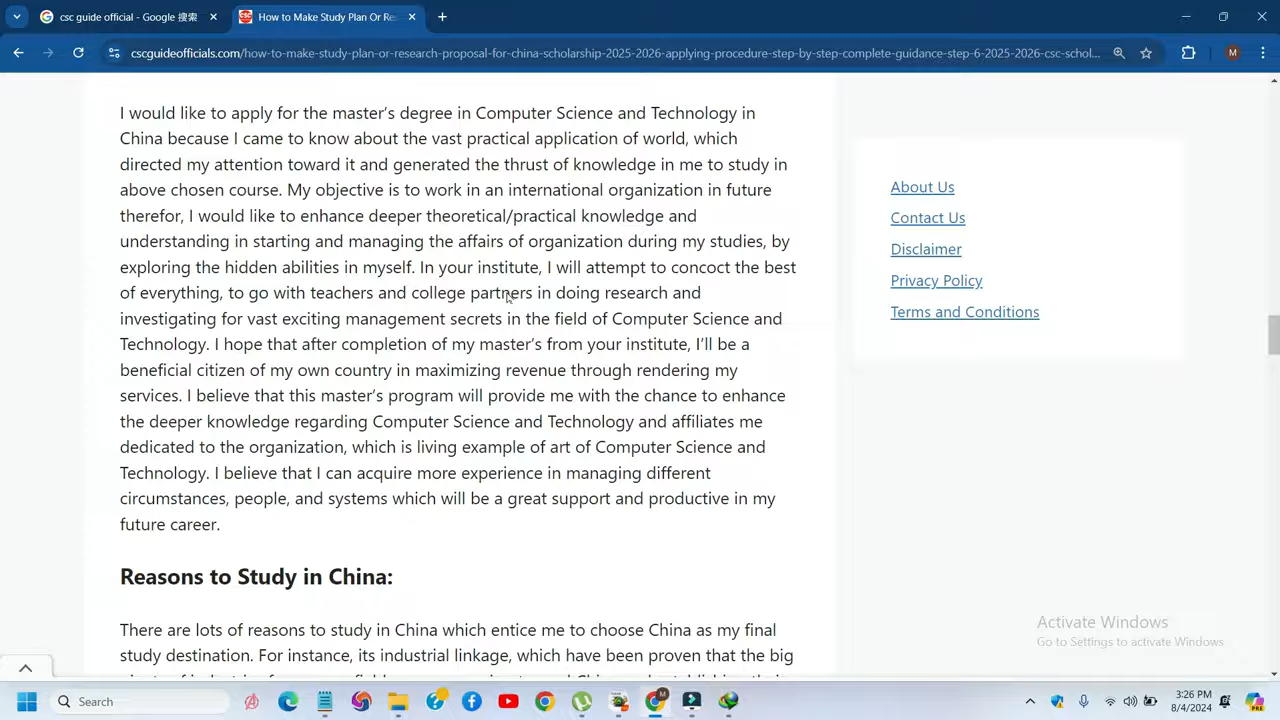 csc guide official - Google 搜索
How to Make Study Plan Or Re
cscguideofficials.com/how-to-make-study-plan-or-research-proposal-for-china-scholarship-2025-2026-applying-procedure-step-by-step-complete-guidance-step-6-2025-2026-csc-schol...
M
I would like to apply for the master's degree in Computer Science and Technology in
China because I came to know about the vast practical application of world, which
directed my attention toward it and generated the thrust of knowledge in me to study in
above chosen course. My objective is to work in an international organization in future
therefor, I would like to enhance deeper theoretical/practical knowledge and
understanding in starting and managing the affairs of organization during my studies, by
exploring the hidden abilities in myself. In your institute, I will attempt to concoct the best
of everything, to go with teachers and college partners in doing research and
investigating for vast exciting management secrets in the field of Computer Science and
Technology. I hope that after completion of my master's from your institute, I'll be a
beneficial citizen of my own country in maximizing revenue through rendering my
services. I believe that this master's program will provide me with the chance to enhance
the deeper knowledge regarding Computer Science and Technology and affiliates me
dedicated to the organization, which is living example of art of Computer Science and
Technology. I believe that I can acquire more experience in managing different
circumstances, people, and systems which will be a great support and productive in my
future career.
Reasons to Study in China:
There are lots of reasons to study in China which entice me to choose China as my final
study destination. For instance, its industrial linkage, which have been proven that the big
About Us
Contact Us
Disclaimer
Privacy Policy
Terms and Conditions
Activate Windows
Go to Settings to activate Windows
Search
3:26 PM
8/4/2024